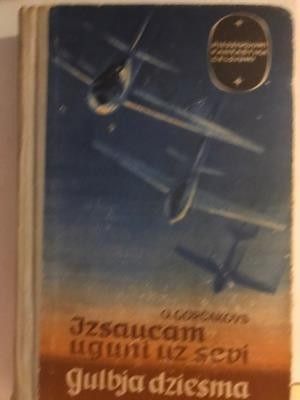 O. GORČAKOVS
Izsaucam
uguni uz sevi
Gulbja dziesma